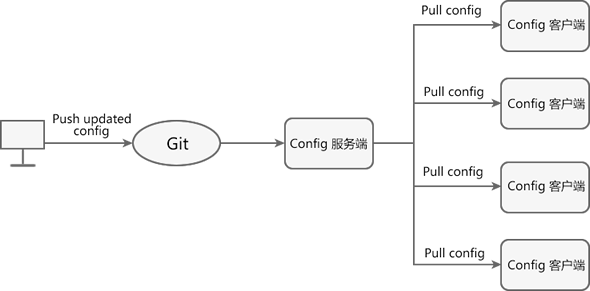 Push updated
config
Git
Config 服务端
Pull config
Config 客户端
Pull config
Config 客户端
Pull config
Config 客户端
Pull config
Config 客户端